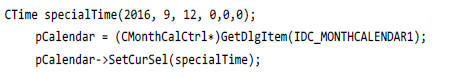 CTime specialTime(2016, 9, 12, 0,0,0);
pCalendar = (CMonthCalCtrl*)GetDlgItem(IDC_MONTHCALENDAR1);
pCalendar->SetCurSel(specialTime);